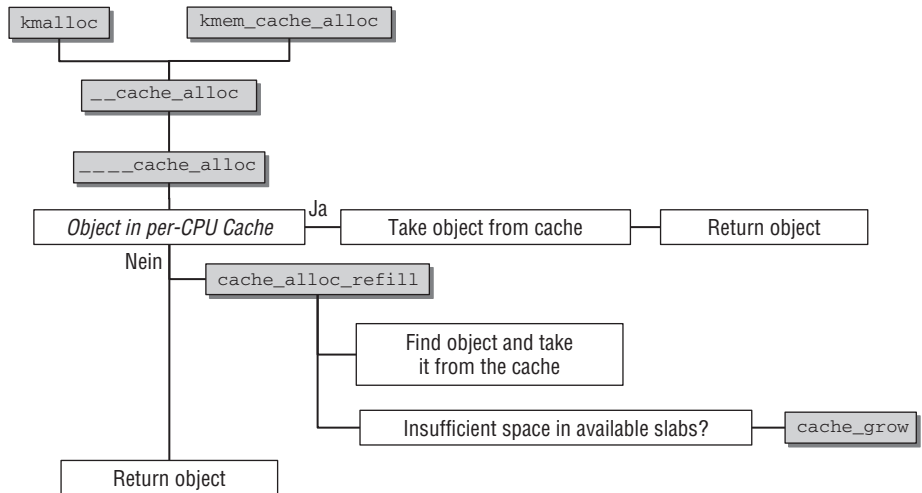 kmalloc
kmem_cache_alloc
__cache_alloc
____cache_alloc
Object in per-CPU Cache
Ja
Take object from cache
Return object
Nein
cache_alloc_refill
Find object and take
it from the cache
Insufficient space in available slabs?
cache_grow
Return object